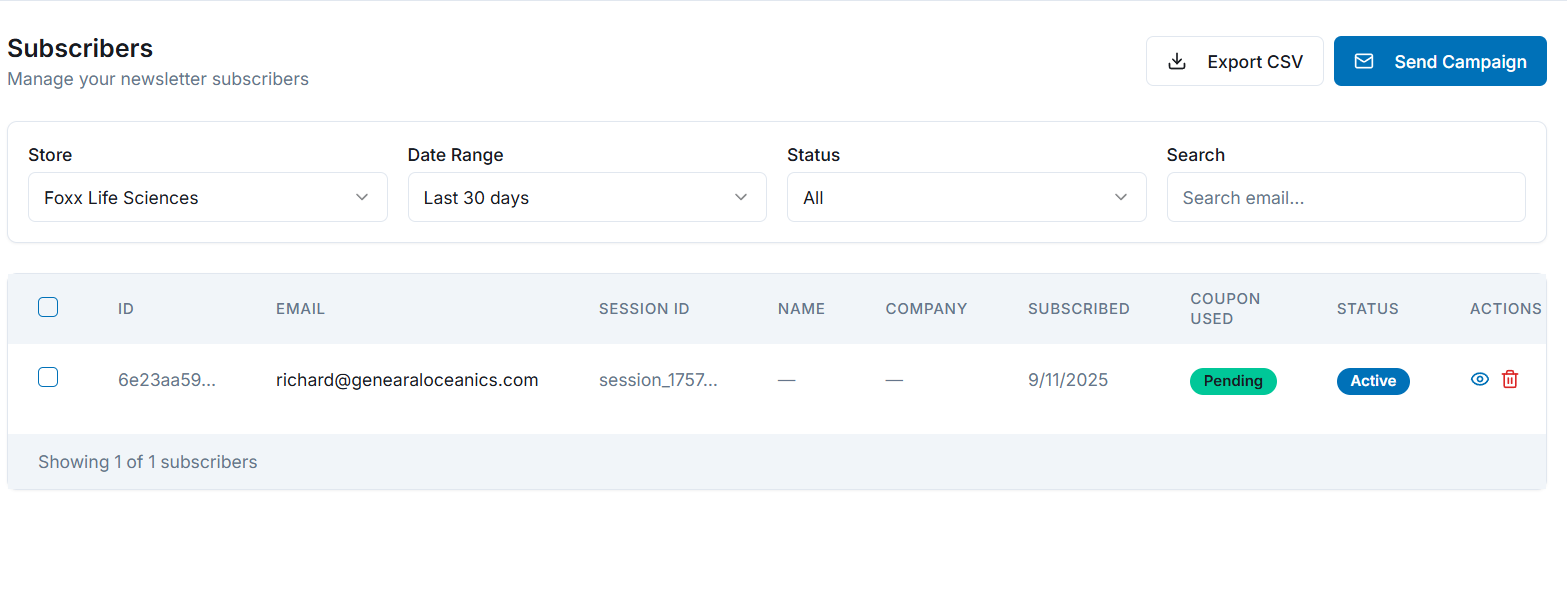 Subscribers
Manage your newsletter subscribers
Export CSV
Send Campaign
Store
Date Range
Status
Search
Foxx Life Sciences
Last 30 days
All
Search email...
ID
EMAIL
SESSION ID
NAME
COMPANY
SUBSCRIBED
COUPON
USED
STATUS
ACTIONS
6e23aa59...
richard@genearaloceanics.com
session_1757...
—
—
9/11/2025
Pending
Active
Showing 1 of 1 subscribers